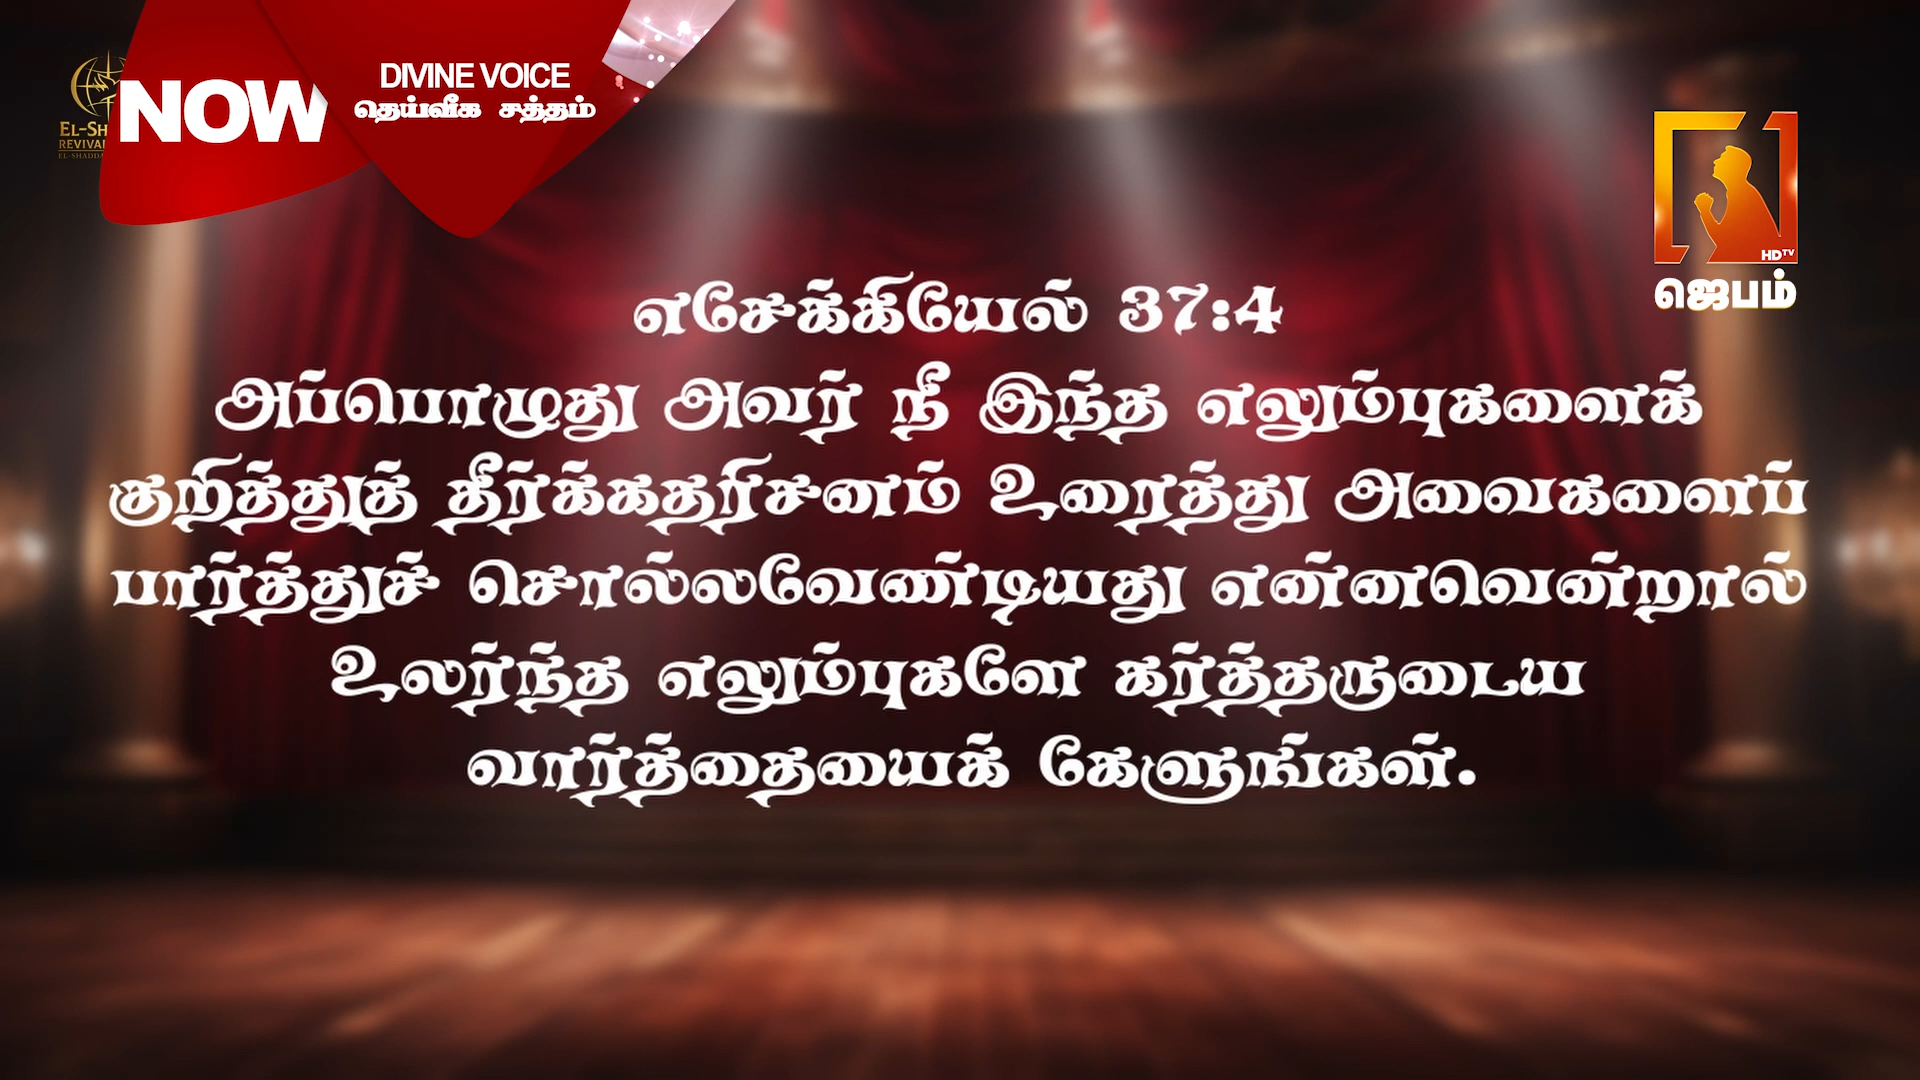 NOW
DIVINE VOICE
தெய்வீக சத்தம்
HD TV
ஜெபம்
எசேக்கியேல் 37:4
அப்பொழுது அவர் நீ இந்த எலும்புகளைக்
குறித்துத் தீர்க்கதரிசனம் உரைத்து அவைகளைப்
பார்த்துச் சொல்லவேண்டியது என்னவென்றால்
உலர்ந்த எலும்புகளே கர்த்தருடைய
வார்த்தையைக் கேளுங்கள்.